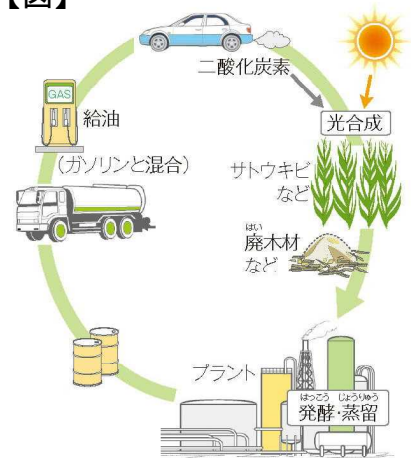 【図】
二酸化炭素
光合成
GAS
給油
(ガソリンと混合)
サトウキビ
など
はい
廃木材
など
プラント
はっこう じょうりゅう
発酵・蒸留